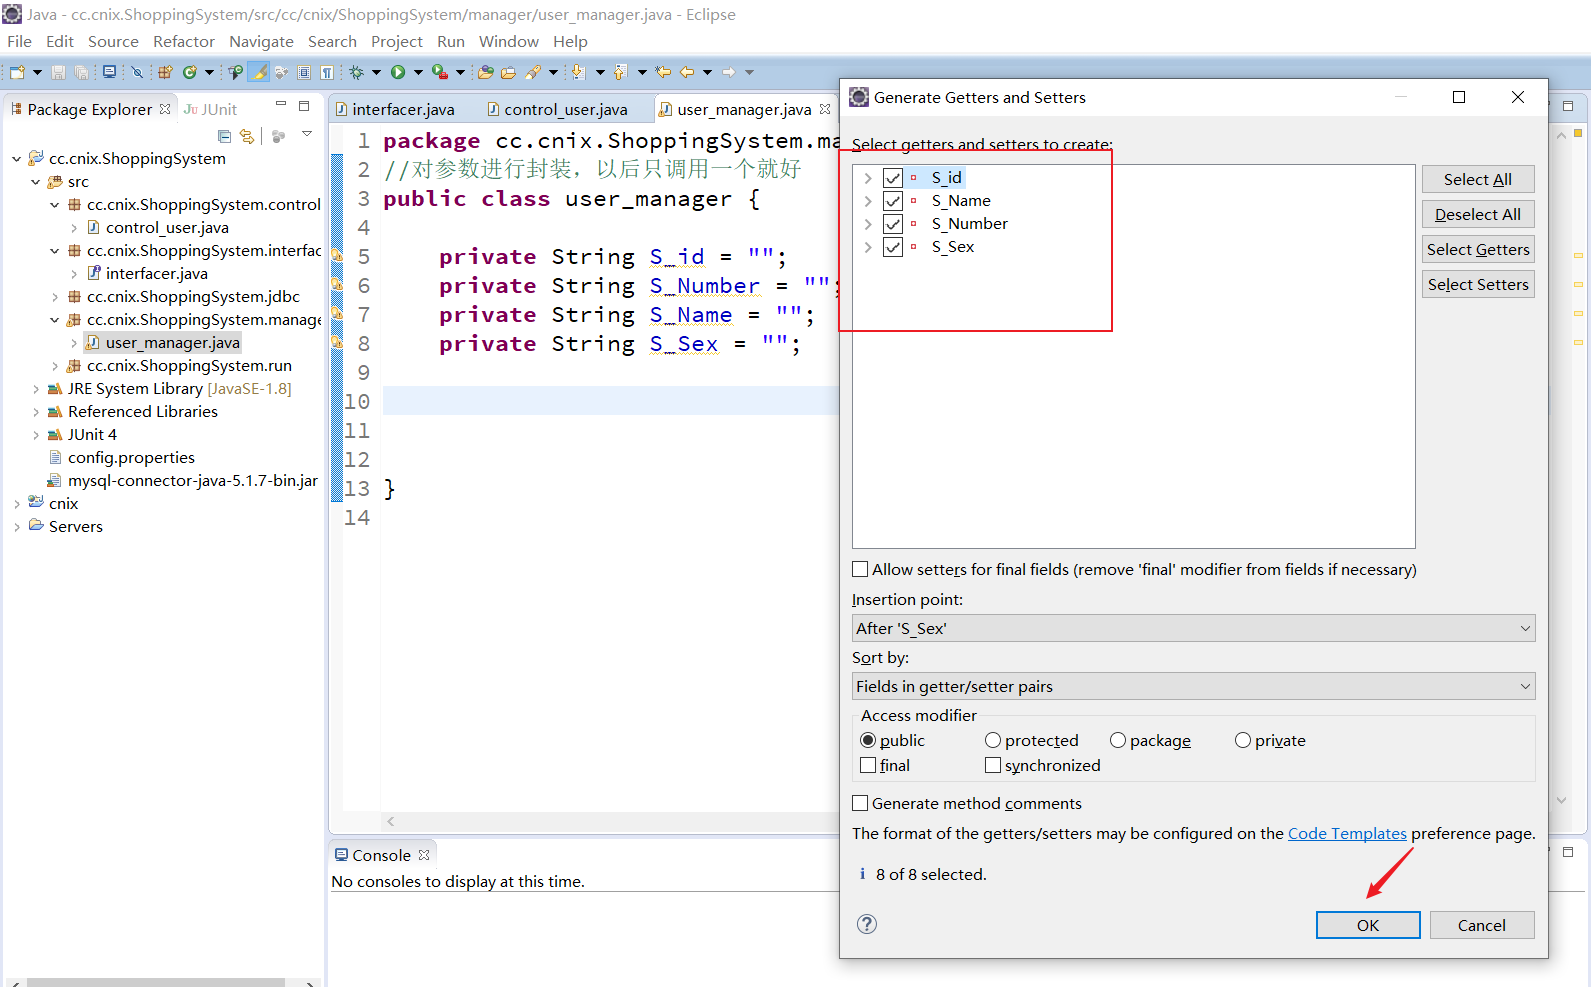 Java - cc.cnix.ShoppingSystem/src/cc/cnix/ShoppingSystem/manager/user_manager.java - Eclipse
File Edit Source Refactor Navigate Search Project Run Window Help
Package Explorer
Ju JUnit
cc.cnix.ShoppingSystem
src
cc.cnix.ShoppingSystem.control
control_user.java
cc.cnix.ShoppingSystem.interfac
interfacer.java
cc.cnix.ShoppingSystem.jdbc
cc.cnix.ShoppingSystem.manage
user_manager.java
cc.cnix.ShoppingSystem.run
JRE System Library [JavaSE-1.8]
Referenced Libraries
JUnit 4
config.properties
mysql-connector-java-5.1.7-bin.jar
cnix
Servers
interfacer.java
control_user.java
user_manager.java
1 package cc.cnix.ShoppingSystem.ma
2 //对参数进行封装，以后只调用一个就好
3 public class user_manager {
4
5 private String S_id = "";
6 private String S_Number = "";
7 private String S_Name = "";
8 private String S_Sex = "";
9
10
11
12
13 }
14
Console
No consoles to display at this time.
Generate Getters and Setters
Select getters and setters to create:
S_id
S_Name
S_Number
S_Sex
Select All
Deselect All
Select Getters
Select Setters
Allow setters for final fields (remove 'final' modifier from fields if necessary)
Insertion point:
After 'S_Sex'
Sort by:
Fields in getter/setter pairs
Access modifier
public protected package private
final synchronized
Generate method comments
The format of the getters/setters may be configured on the Code Templates preference page.
i 8 of 8 selected.
?
OK
Cancel